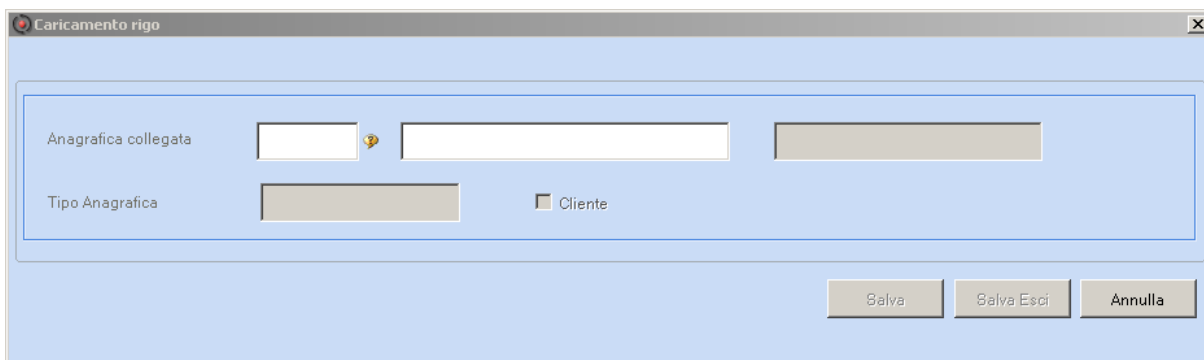 Caricamento rigo
Anagrafica collegata
Tipo Anagrafica Cliente
Salva Salva Esci Annulla